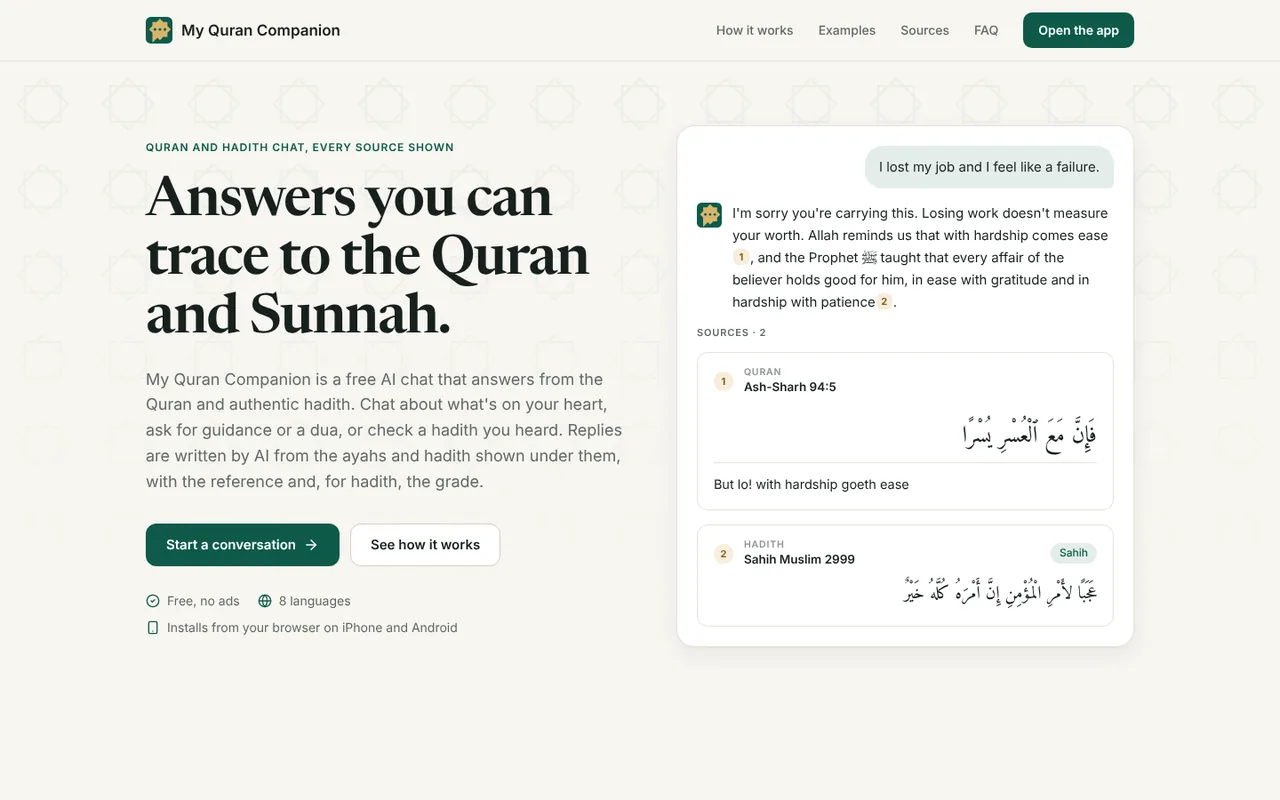 My Quran Companion
How it works
Examples
Sources
FAQ
Open the app
QURAN AND HADITH CHAT, EVERY SOURCE SHOWN
Answers you can
trace to the Quran
and Sunnah.
My Quran Companion is a free AI chat that answers from the
Quran and authentic hadith. Chat about what's on your heart,
ask for guidance or a dua, or check a hadith you heard. Replies
are written by AI from the ayahs and hadith shown under them,
with the reference and, for hadith, the grade.
Start a conversation →
See how it works
Free, no ads
8 languages
Installs from your browser on iPhone and Android
I lost my job and I feel like a failure.
I'm sorry you're carrying this. Losing work doesn't measure
your worth. Allah reminds us that with hardship comes ease
1, and the Prophet ﷺ taught that every affair of the
believer holds good for him, in ease with gratitude and in
hardship with patience 2.
SOURCES · 2
1
QURAN
Ash-Sharh 94:5
فَإِنَّ مَعَ ٱلْعُسْرِ يُسْرًا
But lo! with hardship goeth ease
2
HADITH
Sahih Muslim 2999
Sahih
عَجَبًا لأَمْرِ الْمُؤْمِنِ إِنَّ أَمْرَهُ كُلَّهُ خَيْرٌ